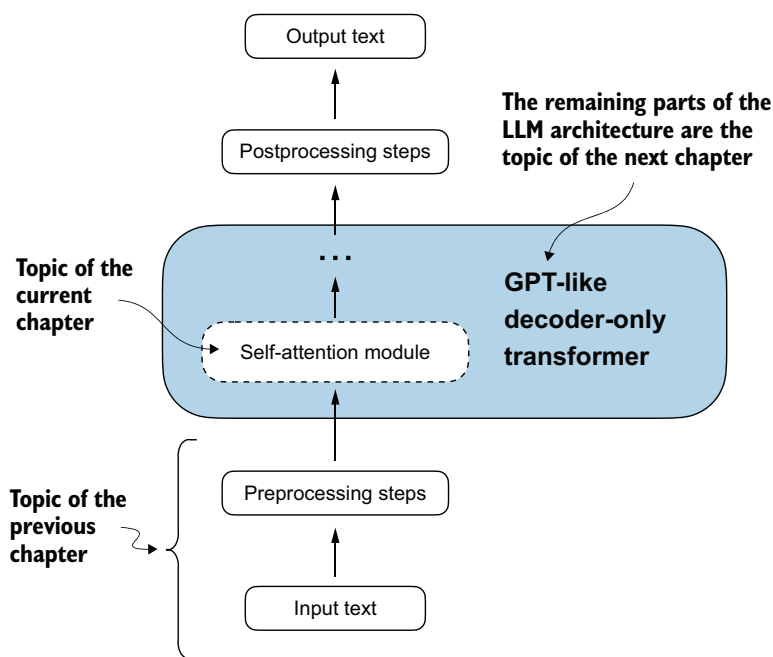 Output text
The remaining parts of the
LLM architecture are the
topic of the next chapter
Postprocessing steps
...
Topic of the
current
chapter
GPT-like
decoder-only
transformer
Self-attention module
Topic of the
previous
chapter
Preprocessing steps
Input text